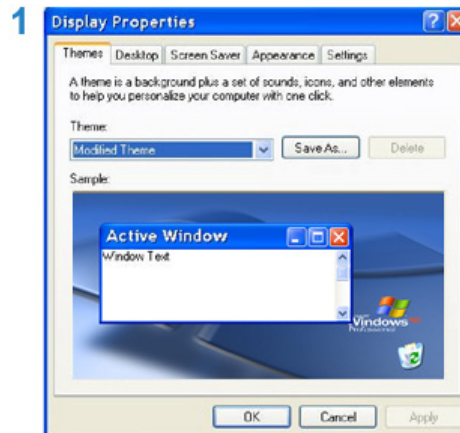 1
Display Properties
Themes Desktop Screen Saver Appearance Settings
A theme is a background plus a set of sounds, icons, and other elements
to help you personalize your computer with one click.
Theme:
Modified Theme Save As... Delete
Sample:
Active Window
Window Text
Windows XP
Professional
OK Cancel Apply